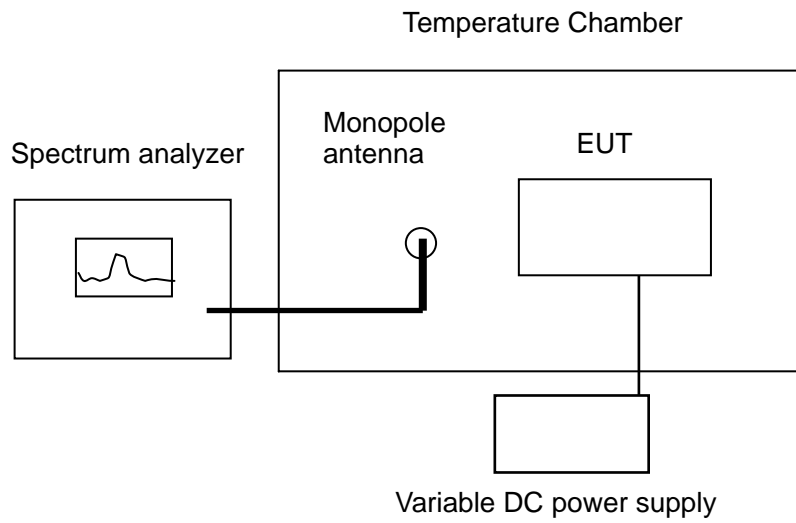 Temperature Chamber
Monopole
antenna
EUT
Spectrum analyzer
Variable DC power supply